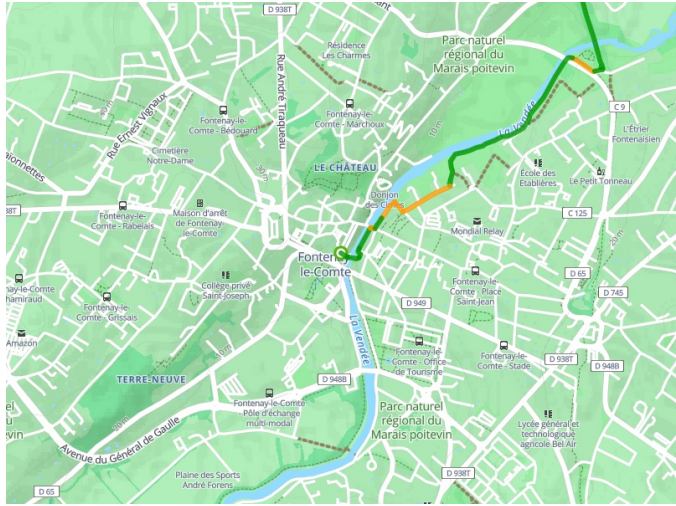 D 938T
Parc naturel
régional du
Marais poitevin
Résidence
Les Charmes
Rue André Tiraqueau
Rue Ernest Vignaux
30 m
Fontenay-le-
Comte - Bédouard
Fontenay-le-
Comte - Marchoux
10 m
La Vendée
C 9
L'Étrier
Fontenaisien
Cimetière
Notre-Dame
LE CHÂTEAU
École des
Établières
Le Petit Tonneau
30 m
Fontenay-le-
Comte - Rabelais
Maison d'arrêt
de Fontenay-
le-Comte
Donjon
C 125
Mondial Relay
20 m
Fontenay
le-Comte
Collège privé
Saint-Joseph
Fontenay-le-
Comte - Place
Saint-Jean
D 65
D 745
D 949
Fontenay-le-
Comte - Grissais
Amazon
La Vendée
10 m
Fontenay-le-
Comte - Office
de Tourisme
Fontenay-le-
Comte - Stade
D 938T
D 948B
TERRE-NEUVE
D 948B
Fontenay-le-Comte
Pôle d'échange
multi-modal
Parc naturel
régional du
Marais poitevin
20 m
Avenue du Général de Gaulle
Lycée général et
technologique
agricole Bel Air
Plaine des Sports
André Forens
D 938T
D 65